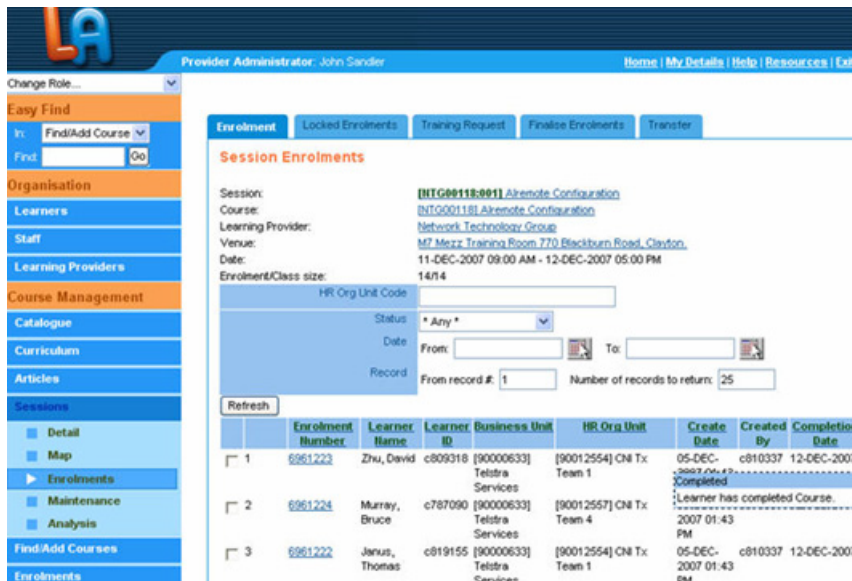 LA
Provider Administrator: John Sandler
Home | My Details | Help | Resources | Exi
Change Role...
Easy Find
In: Find/Add Course
Find: Go
Organisation
Learners
Staff
Learning Providers
Course Management
Catalogue
Curriculum
Articles
Sessions
Detail
Map
Enrolments
Maintenance
Analysis
Find/Add Courses
Enrolments
Enrolment Locked Enrolments Training Request Finalise Enrolments Transfer
Session Enrolments
Session: [NTG00118:001] Alremote Configuration
Course: [NTG00118] Alremote Configuration
Learning Provider: Network Technology Group
Venue: M7 Mezz Training Room 770 Blackburn Road, Clayton,
Date: 11-DEC-2007 09:00 AM - 12-DEC-2007 05:00 PM
Enrolment/Class size: 14/14
HR Org Unit Code
Status * Any *
Date From: To:
Record From record #: 1 Number of records to return: 25
Refresh
Enrolment Learner Learner Business Unit HR Org Unit Create Created Completio
Number Name ID Date By Date
1 6961223 Zhu, David c809318 [90000633] [90012554] CNI Tx 05-DEC- c810337 12-DEC-2007
Telstra Team 1
Services
Completed
Learner has completed Course.
2 6961224 Murray, c787090 [90000633] [90012557] CNI Tx
Bruce Telstra Team 4 2007 01:43
Services PM
3 6961222 Janus, c819155 [90000633] [90012554] CNI Tx 05-DEC- c810337 12-DEC-2007
Thomas Telstra Team 1 2007 01:43
Services PM